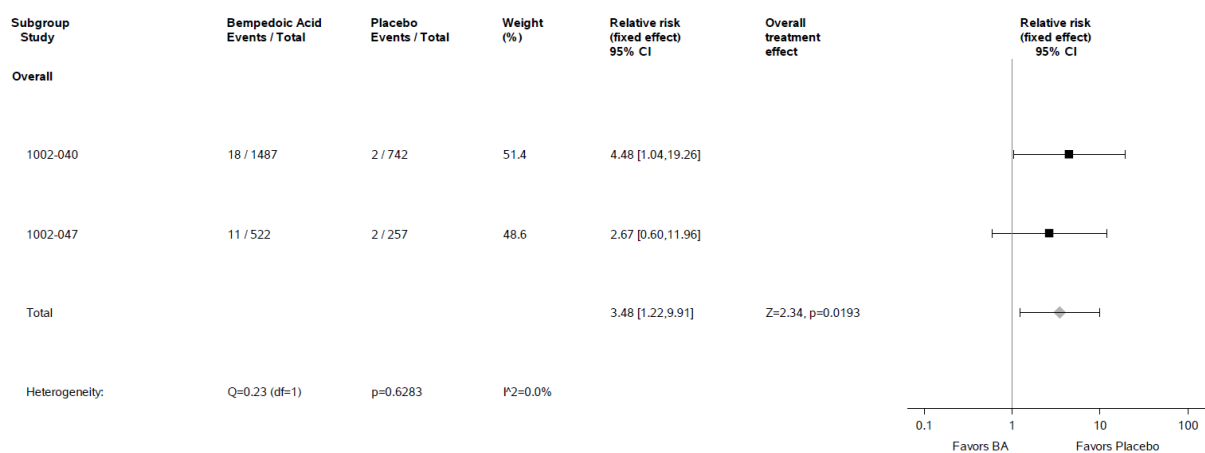 Subgroup Bempedoic Acid Placebo Weight Relative risk Overall Relative risk
Study Events / Total Events / Total (%) (fixed effect) treatment (fixed effect)
95% CI effect 95% CI
Overall
1002-040 18 / 1487 2 / 742 51.4 4.48 [1.04,19.26]
1002-047 11 / 522 2 / 257 48.6 2.67 [0.60,11.96]
Total 3.48 [1.22,9.91] Z=2.34, p=0.0193
Heterogeneity: Q=0.23 (df=1) p=0.6283 I^2=0.0%
0.1 1 10 100
Favors BA Favors Placebo